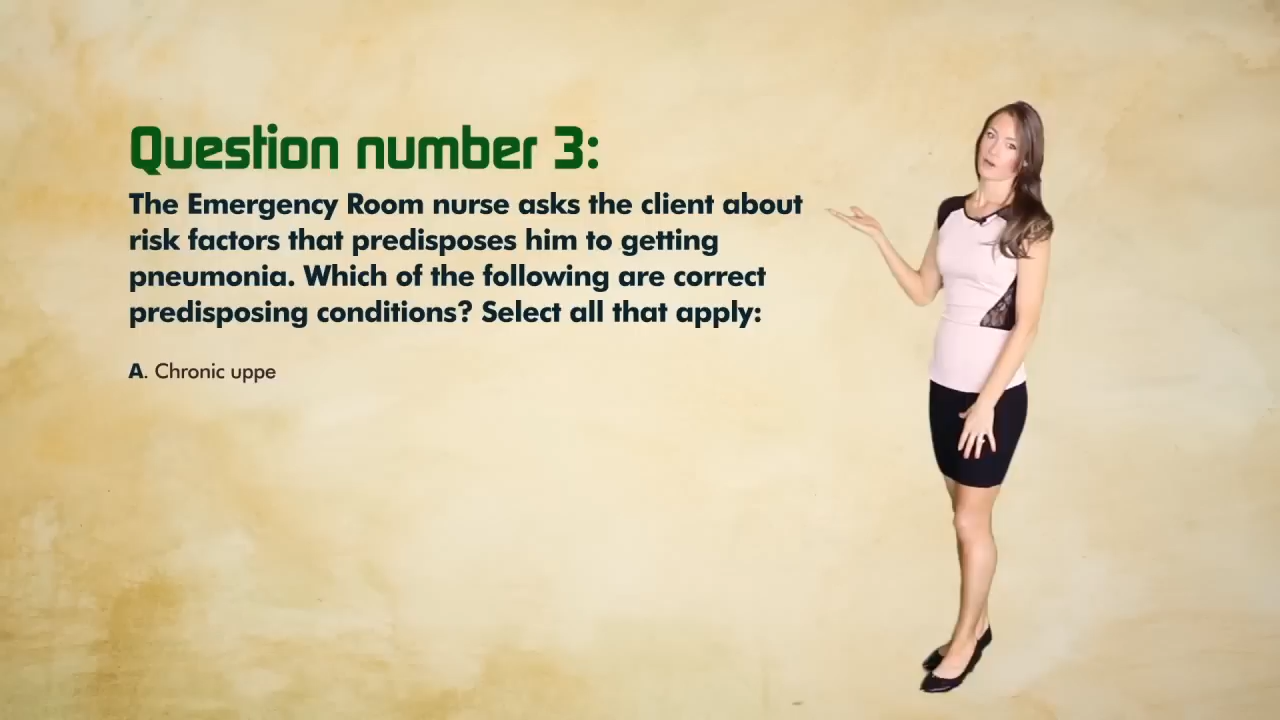 Question number 3:
The Emergency Room nurse asks the client about
risk factors that predisposes him to getting
pneumonia. Which of the following are correct
predisposing conditions? Select all that apply:
A. Chronic uppe